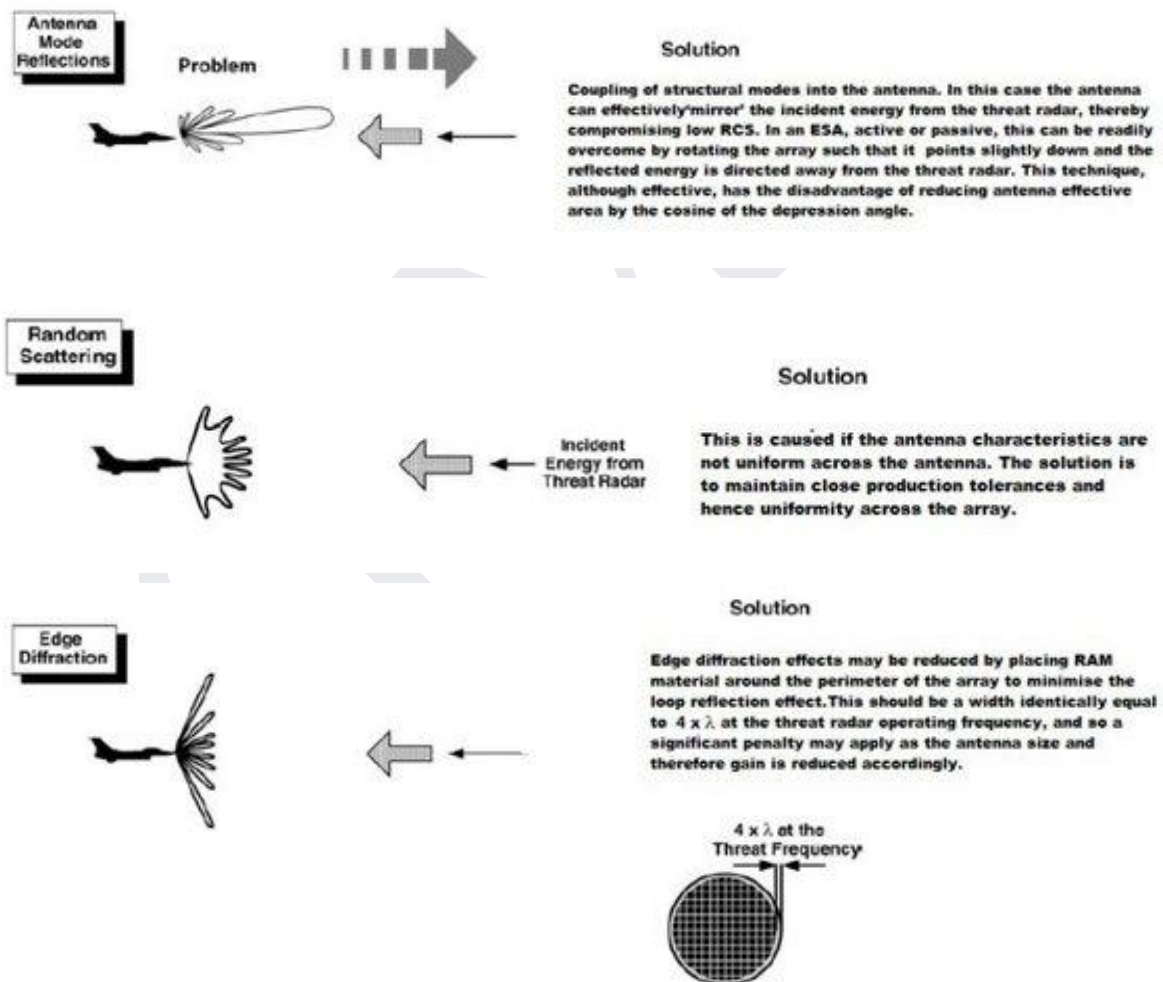 Antenna
Mode
Reflections
Problem
Solution
Coupling of structural modes into the antenna. In this case the antenna
can effectively'mirror' the incident energy from the threat radar, thereby
compromising low RCS. In an ESA, active or passive, this can be readily
overcome by rotating the array such that it points slightly down and the
reflected energy is directed away from the threat radar. This technique,
although effective, has the disadvantage of reducing antenna effective
area by the cosine of the depression angle.
Random
Scattering
Solution
Incident
Energy from
Threat Radar
This is caused if the antenna characteristics are
not uniform across the antenna. The solution is
to maintain close production tolerances and
hence uniformity across the array.
Edge
Diffraction
Solution
Edge diffraction effects may be reduced by placing RAM
material around the perimeter of the array to minimise the
loop reflection effect.This should be a width identically equal
to 4 x λ at the threat radar operating frequency, and so a
significant penalty may apply as the antenna size and
therefore gain is reduced accordingly.
4 x λ at the
Threat Frequency